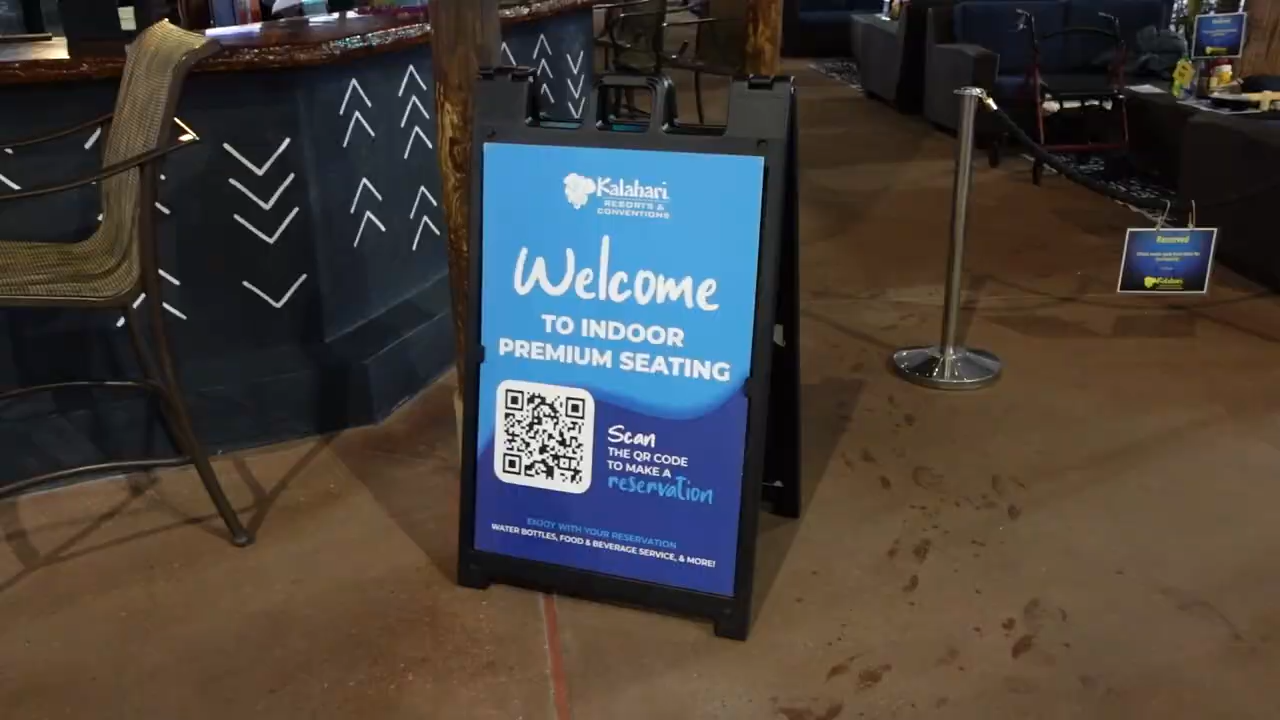 Kalahari
RESORTS &
CONVENTIONS
Welcome
TO INDOOR
PREMIUM SEATING
Scan
THE QR CODE
TO MAKE A
reservation
ENJOY WITH YOUR RESERVATION
WATER BOTTLES, FOOD & BEVERAGE SERVICE, & MORE!
Reserved
Kalahari